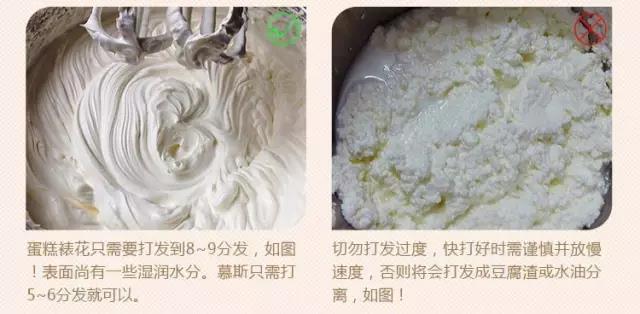 蛋糕裱花只需要打发到8~9分发，如图
！表面尚有一些湿润水分。慕斯只需打
5~6分发就可以。
切勿打发过度，快打好时需谨慎并放慢
速度，否则将会打发成豆腐渣或水油分
离，如图！